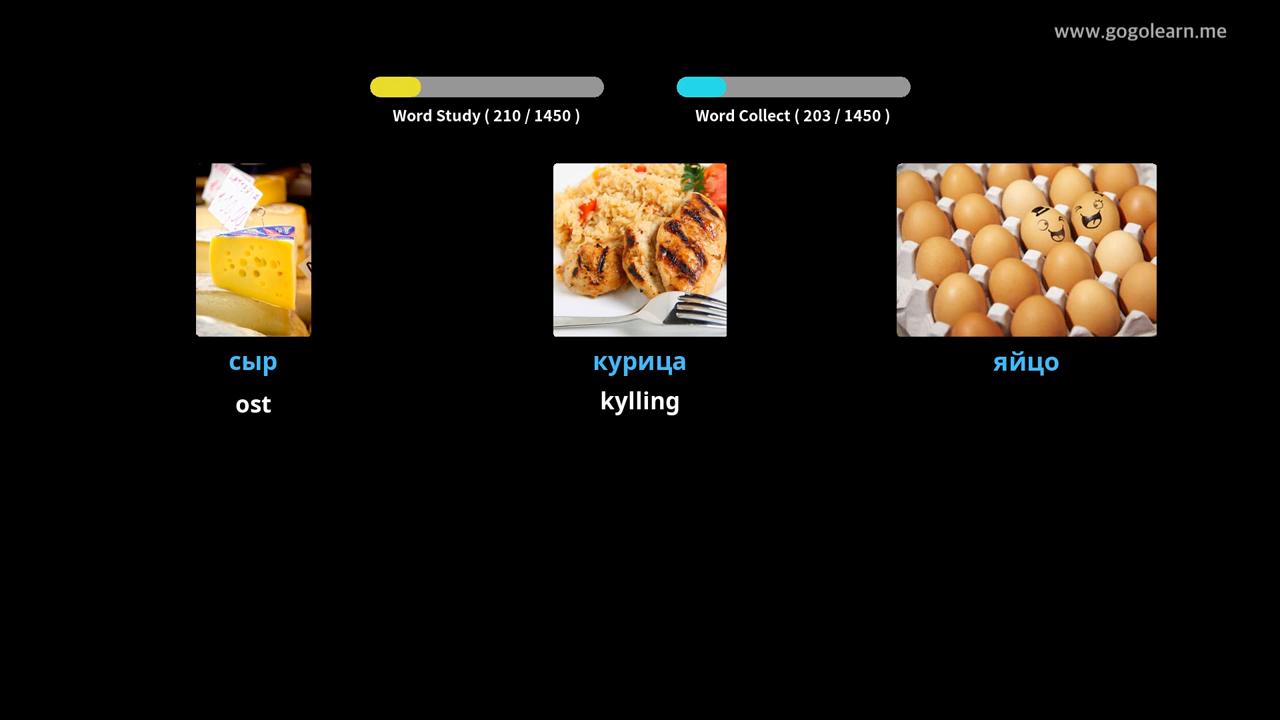 www.gogolearn.me
Word Study ( 210 / 1450 )
Word Collect ( 203 / 1450 )
сыр
курица
яйцо
ost
kylling